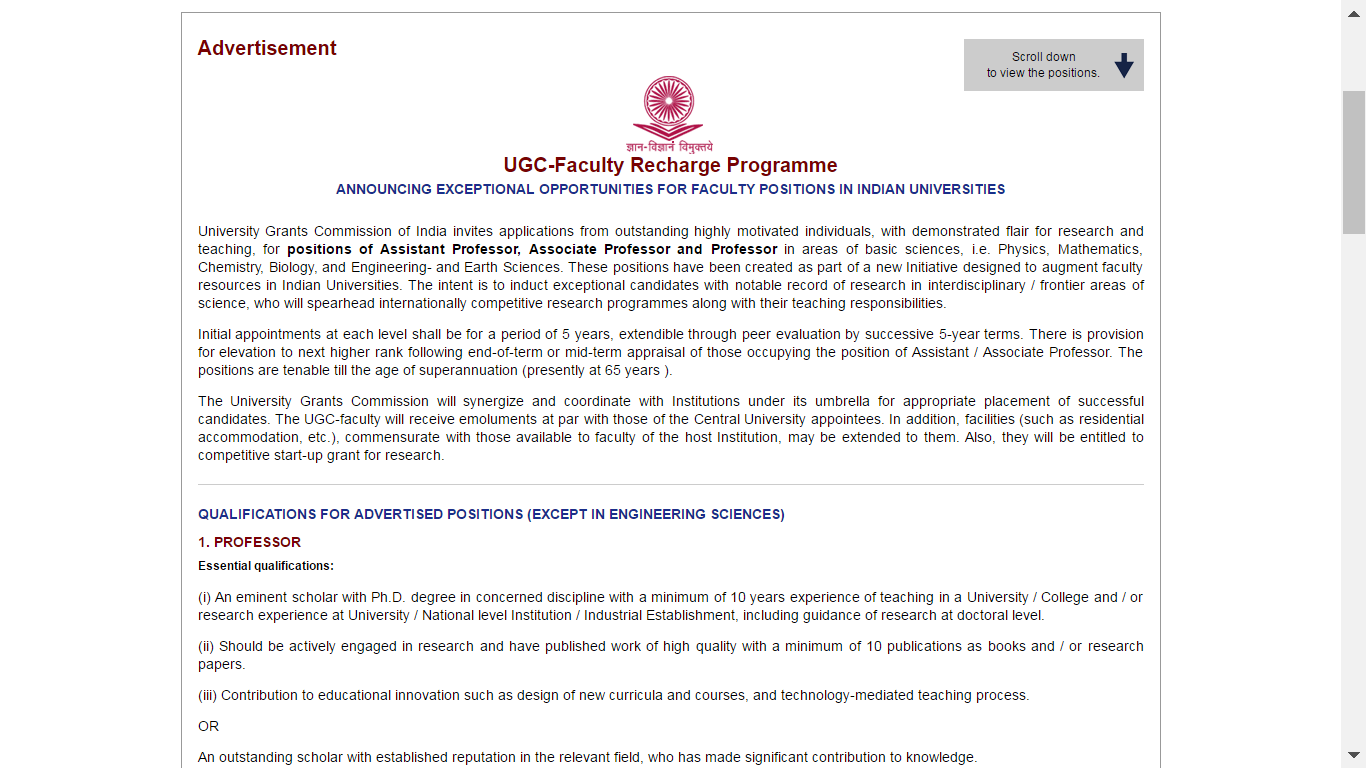 Advertisement
Scroll down
to view the positions.
ज्ञान-विज्ञानं विमुक्तये
UGC-Faculty Recharge Programme
ANNOUNCING EXCEPTIONAL OPPORTUNITIES FOR FACULTY POSITIONS IN INDIAN UNIVERSITIES
University Grants Commission of India invites applications from outstanding highly motivated individuals, with demonstrated flair for research and
teaching, for positions of Assistant Professor, Associate Professor and Professor in areas of basic sciences, i.e. Physics, Mathematics,
Chemistry, Biology, and Engineering- and Earth Sciences. These positions have been created as part of a new Initiative designed to augment faculty
resources in Indian Universities. The intent is to induct exceptional candidates with notable record of research in interdisciplinary / frontier areas of
science, who will spearhead internationally competitive research programmes along with their teaching responsibilities.
Initial appointments at each level shall be for a period of 5 years, extendible through peer evaluation by successive 5-year terms. There is provision
for elevation to next higher rank following end-of-term or mid-term appraisal of those occupying the position of Assistant / Associate Professor. The
positions are tenable till the age of superannuation (presently at 65 years ).
The University Grants Commission will synergize and coordinate with Institutions under its umbrella for appropriate placement of successful
candidates. The UGC-faculty will receive emoluments at par with those of the Central University appointees. In addition, facilities (such as residential
accommodation, etc.), commensurate with those available to faculty of the host Institution, may be extended to them. Also, they will be entitled to
competitive start-up grant for research.
QUALIFICATIONS FOR ADVERTISED POSITIONS (EXCEPT IN ENGINEERING SCIENCES)
1. PROFESSOR
Essential qualifications:
(i) An eminent scholar with Ph.D. degree in concerned discipline with a minimum of 10 years experience of teaching in a University / College and / or
research experience at University / National level Institution / Industrial Establishment, including guidance of research at doctoral level.
(ii) Should be actively engaged in research and have published work of high quality with a minimum of 10 publications as books and / or research
papers.
(iii) Contribution to educational innovation such as design of new curricula and courses, and technology-mediated teaching process.
OR
An outstanding scholar with established reputation in the relevant field, who has made significant contribution to knowledge.